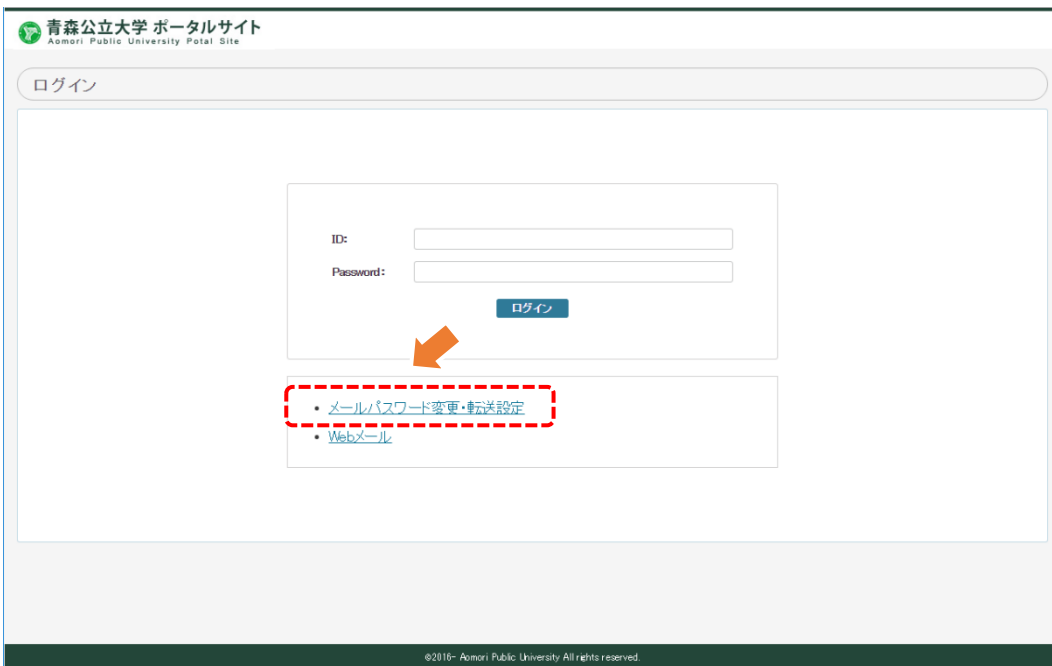 青森公立大学 ポータルサイト
Aomori Public University Potal Site
ログイン
ID:
Password:
ログイン
• メールパスワード変更・転送設定
• Webメール
©2016- Aomori Public University All rights reserved.